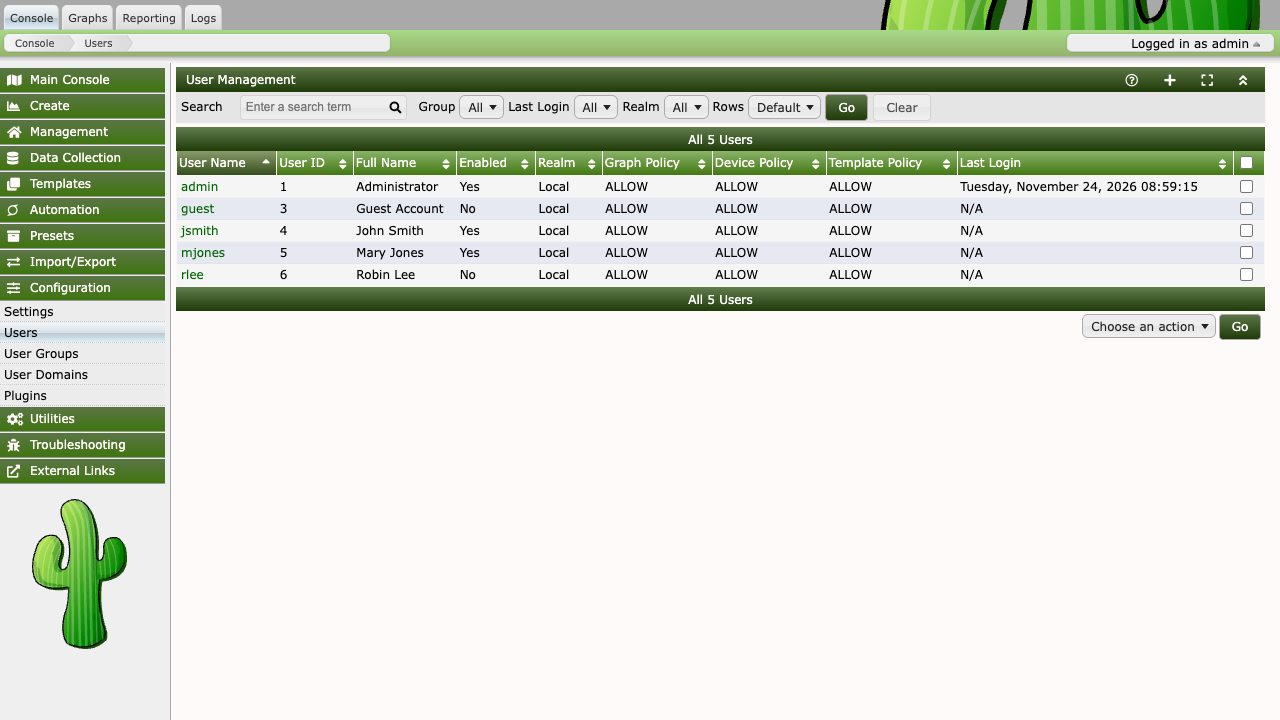 Console Graphs Reporting Logs
Console Users Logged in as admin
Main Console
Create
Management
Data Collection
Templates
Automation
Presets
Import/Export
Configuration
Settings
Users
User Groups
User Domains
Plugins
Utilities
Troubleshooting
External Links
User Management
Search Enter a search term Group All Last Login All Realm All Rows Default Go Clear
All 5 Users
User Name User ID Full Name Enabled Realm Graph Policy Device Policy Template Policy Last Login
admin 1 Administrator Yes Local ALLOW ALLOW ALLOW Tuesday, November 24, 2026 08:59:15
guest 3 Guest Account No Local ALLOW ALLOW ALLOW N/A
jsmith 4 John Smith Yes Local ALLOW ALLOW ALLOW N/A
mjones 5 Mary Jones Yes Local ALLOW ALLOW ALLOW N/A
rlee 6 Robin Lee No Local ALLOW ALLOW ALLOW N/A
All 5 Users
Choose an action Go